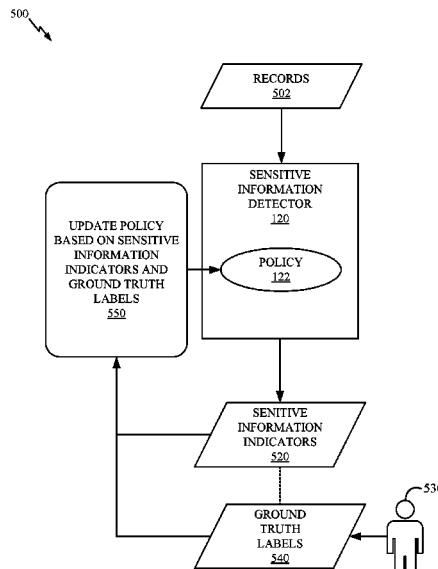 500
RECORDS
502
SENSITIVE
INFORMATION
DETECTOR
120
UPDATE POLICY
BASED ON SENSITIVE
INFORMATION
INDICATORS AND
GROUND TRUTH
LABELS
550
POLICY
122
SENITIVE
INFORMATION
INDICATORS
520
530
GROUND
TRUTH
LABELS
540